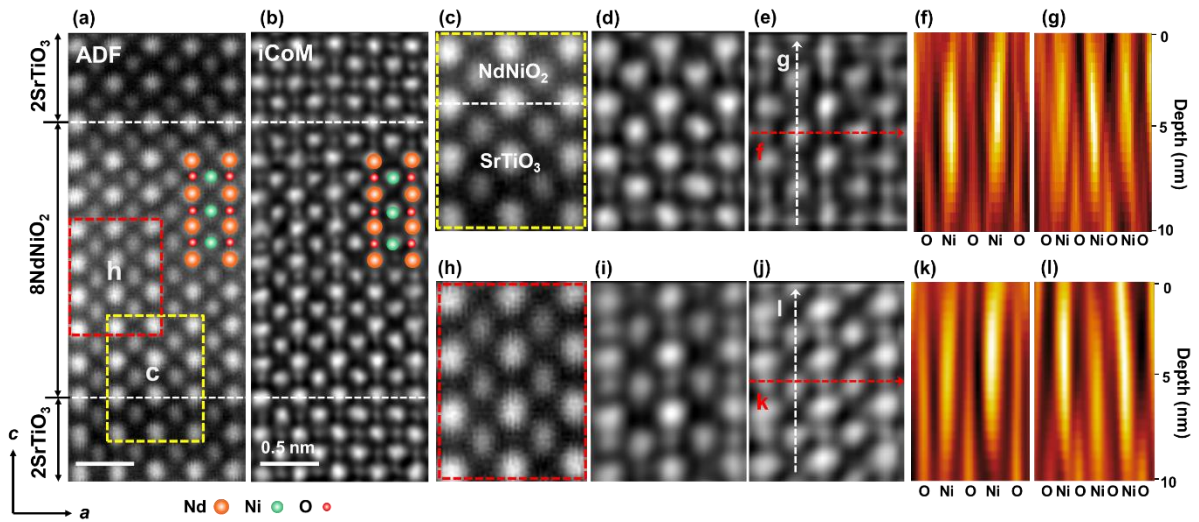 (a)
(b)
(c)
(d)
(e)
(f)
(g)
2SrTiO3
8NdNiO2
2SrTiO3
ADF
h
c
iCoM
0.5 nm
NdNiO2
SrTiO3
g
f
0
5
10
Depth (nm)
O Ni O Ni O
O Ni O Ni O Ni O
(h)
(i)
(j)
(k)
(l)
l
k
0
5
10
Depth (nm)
O Ni O Ni O
O Ni O Ni O Ni O
c
a
Nd Ni O